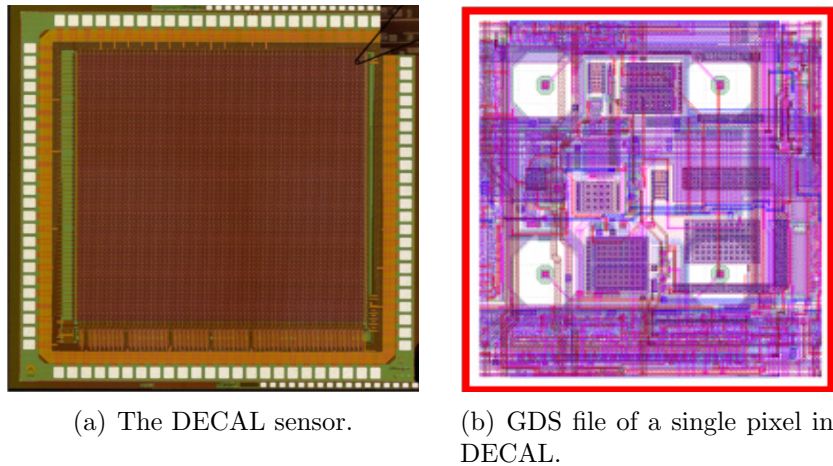 (a) The DECAL sensor.
(b) GDS file of a single pixel in
DECAL.